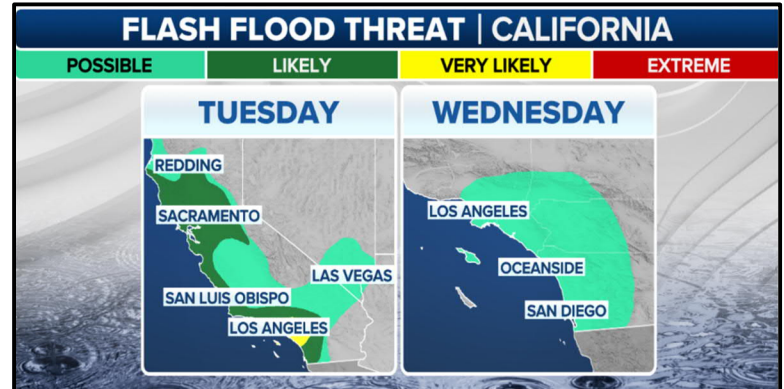 FLASH FLOOD THREAT | CALIFORNIA
POSSIBLE LIKELY VERY LIKELY EXTREME
TUESDAY
REDDING
SACRAMENTO
LAS VEGAS
SAN LUIS OBISPO
LOS ANGELES
WEDNESDAY
LOS ANGELES
OCEANSIDE
SAN DIEGO